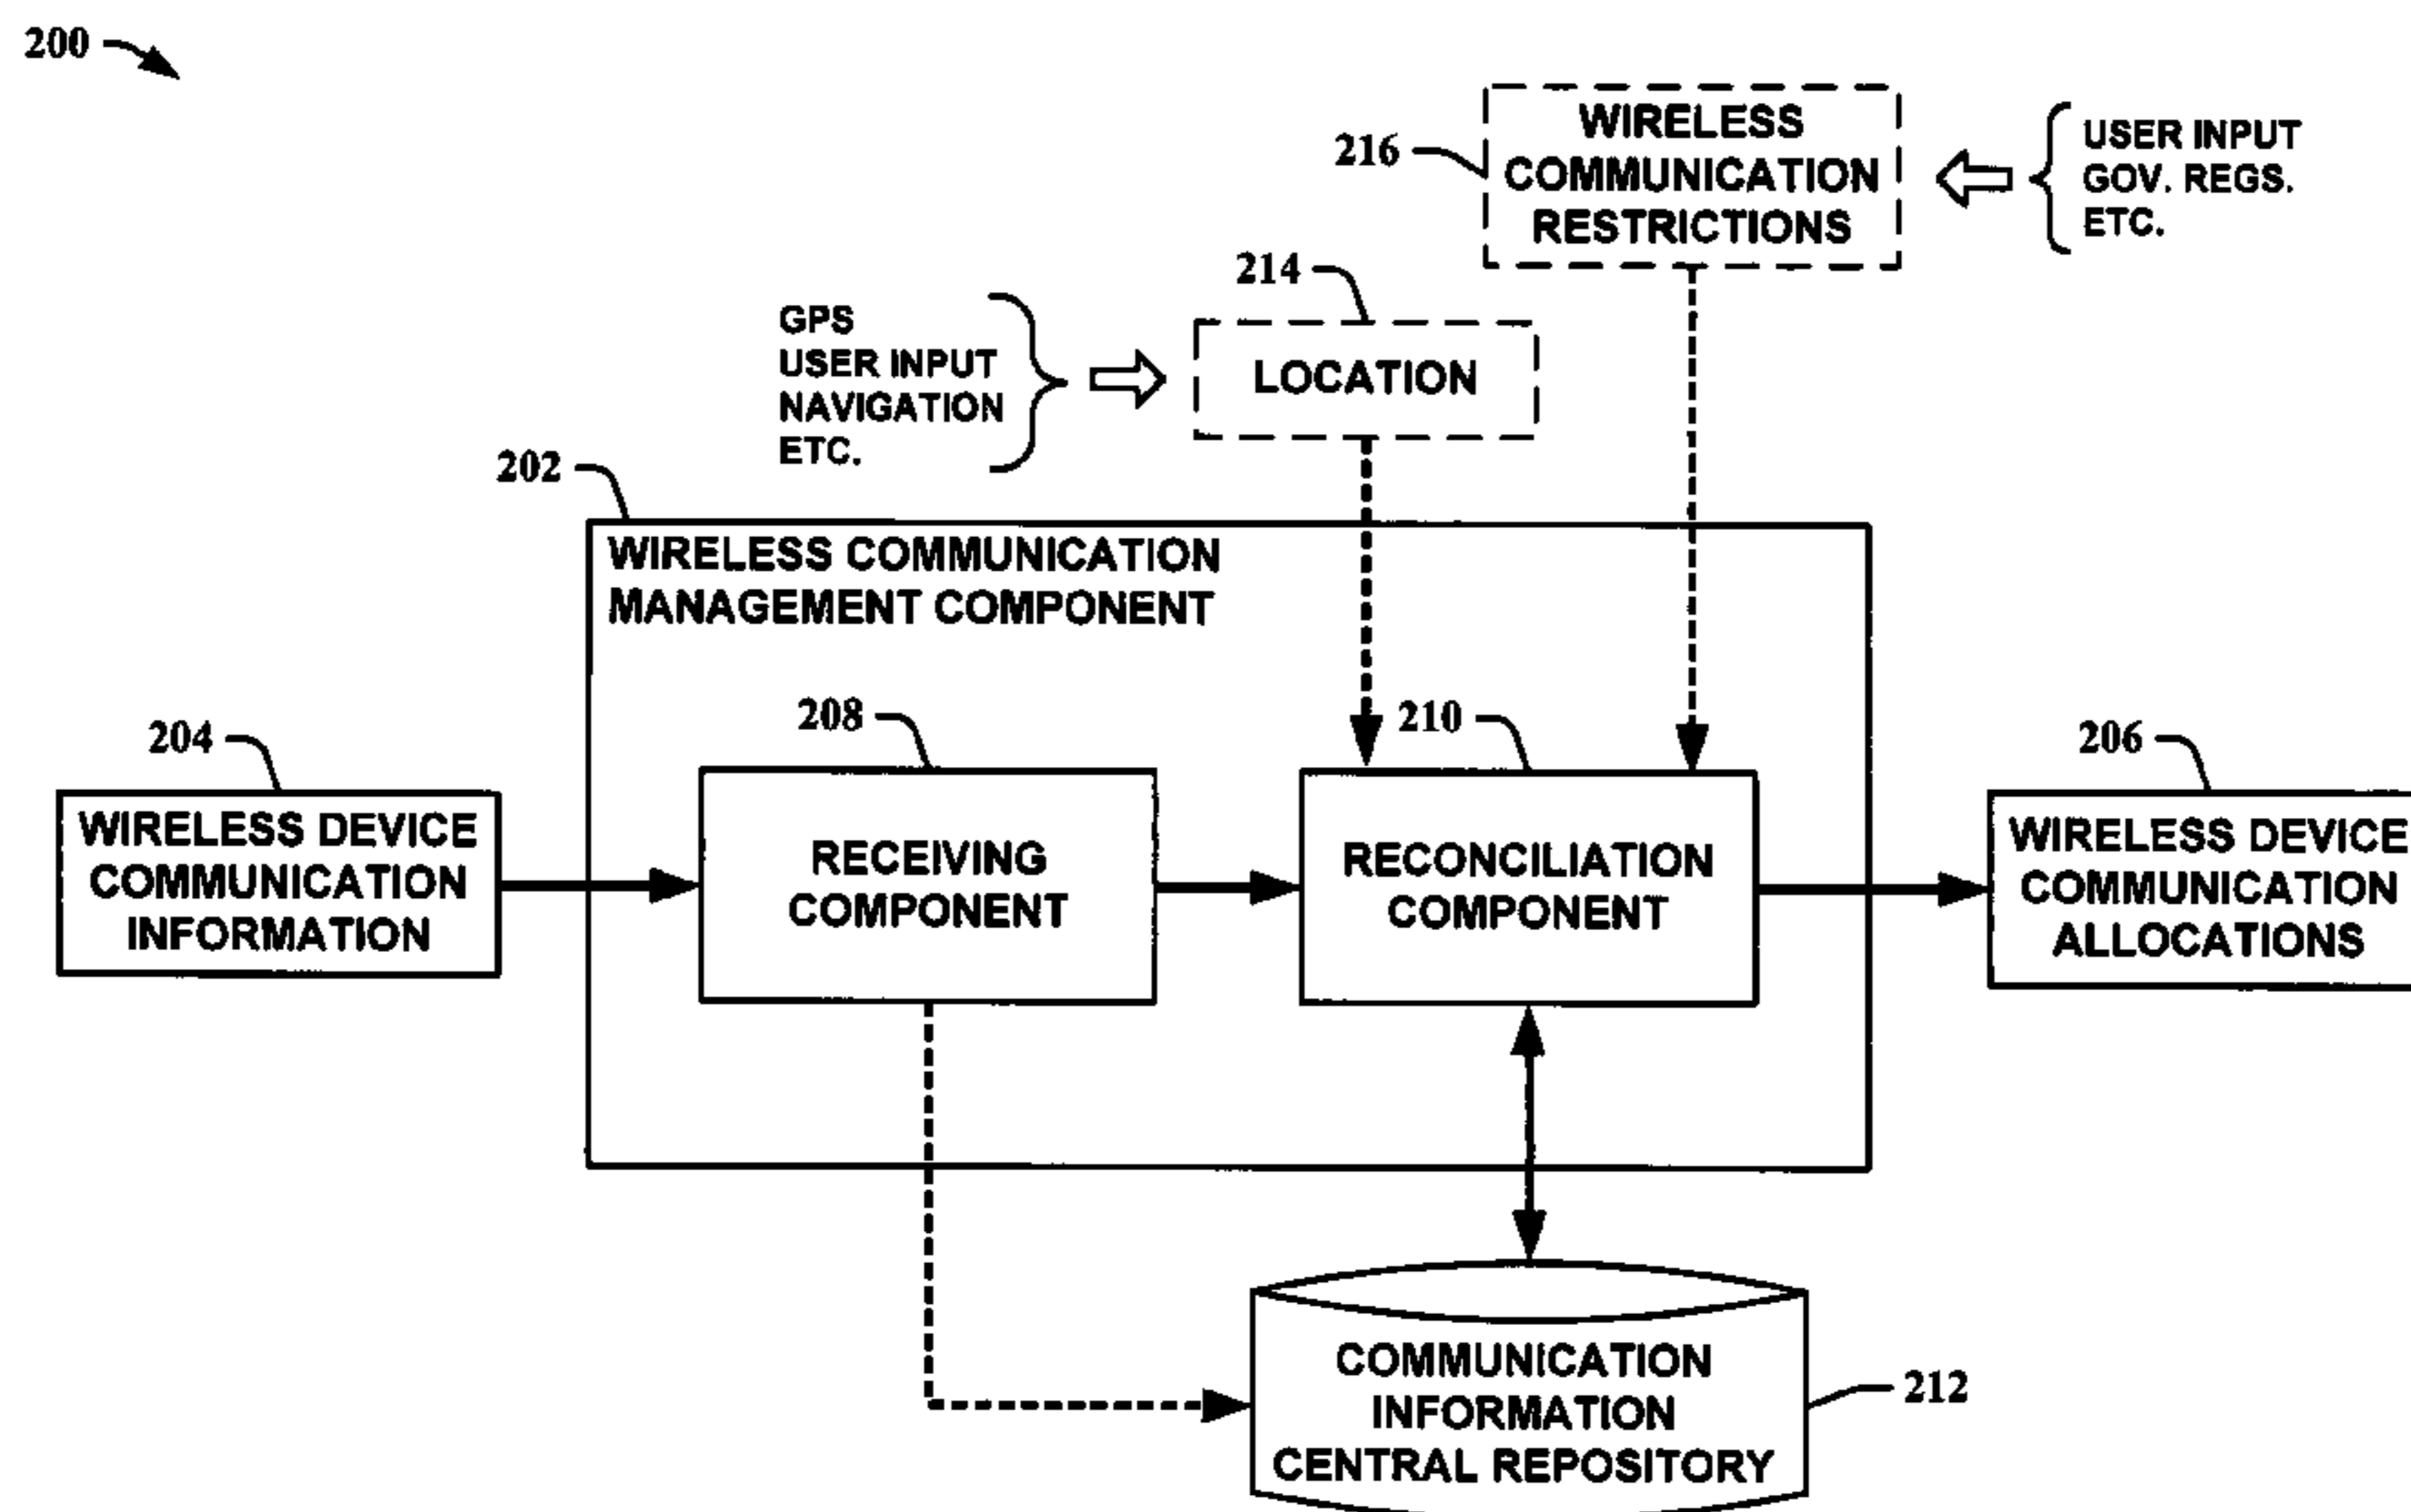 200
WIRELESS
COMMUNICATION
RESTRICTIONS
216
USER INPUT
GOV. REGS.
ETC.
214
GPS
USER INPUT
NAVIGATION
ETC.
LOCATION
202
WIRELESS COMMUNICATION
MANAGEMENT COMPONENT
204
208
210
206
WIRELESS DEVICE
COMMUNICATION
INFORMATION
RECEIVING
COMPONENT
RECONCILIATION
COMPONENT
WIRELESS DEVICE
COMMUNICATION
ALLOCATIONS
COMMUNICATION
INFORMATION
CENTRAL REPOSITORY
212